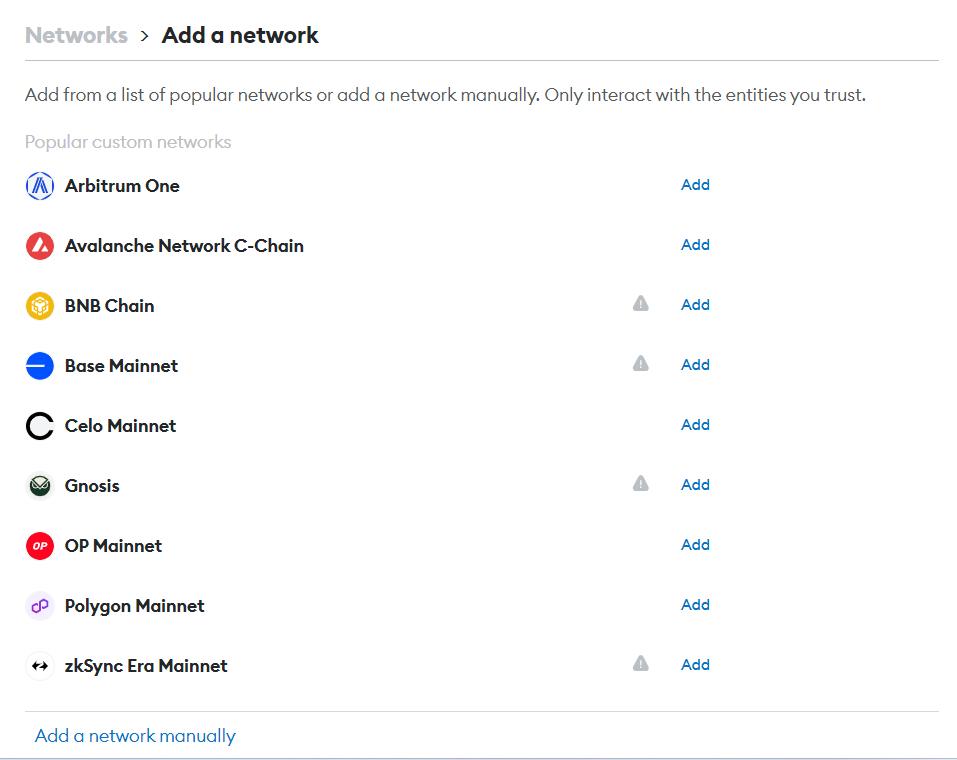 Networks > Add a network
Add from a list of popular networks or add a network manually. Only interact with the entities you trust.
Popular custom networks
Arbitrum One Add
Avalanche Network C-Chain Add
BNB Chain Add
Base Mainnet Add
Celo Mainnet Add
Gnosis Add
OP OP Mainnet Add
Polygon Mainnet Add
zkSync Era Mainnet Add
Add a network manually